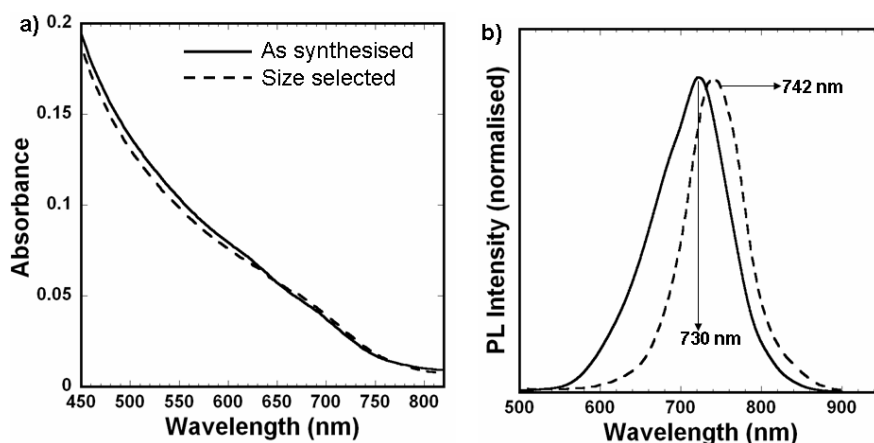 a)
0.2
0.15
0.1
0.05
0
Absorbance
As synthesised
Size selected
450 500 550 600 650 700 750 800
Wavelength (nm)
b)
PL Intensity (normalised)
742 nm
730 nm
500 600 700 800 900
Wavelength (nm)